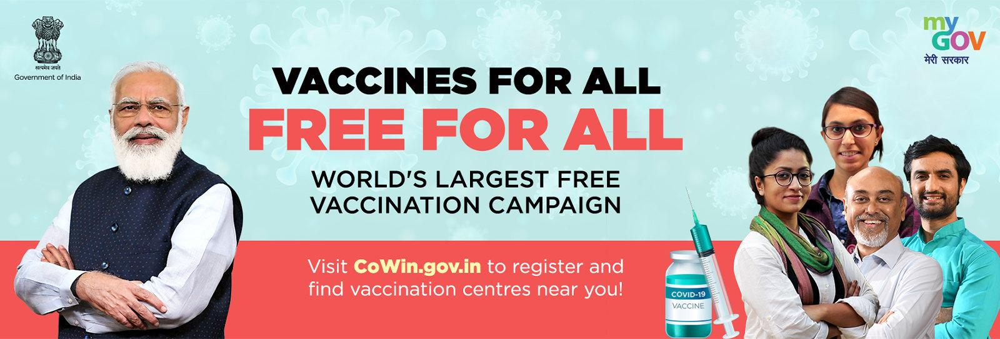 सत्यमेव जयते
Government of India
my
GOV
मेरी सरकार
VACCINES FOR ALL
FREE FOR ALL
WORLD'S LARGEST FREE
VACCINATION CAMPAIGN
Visit CoWin.gov.in to register and
find vaccination centres near you!
COVID-19
VACCINE